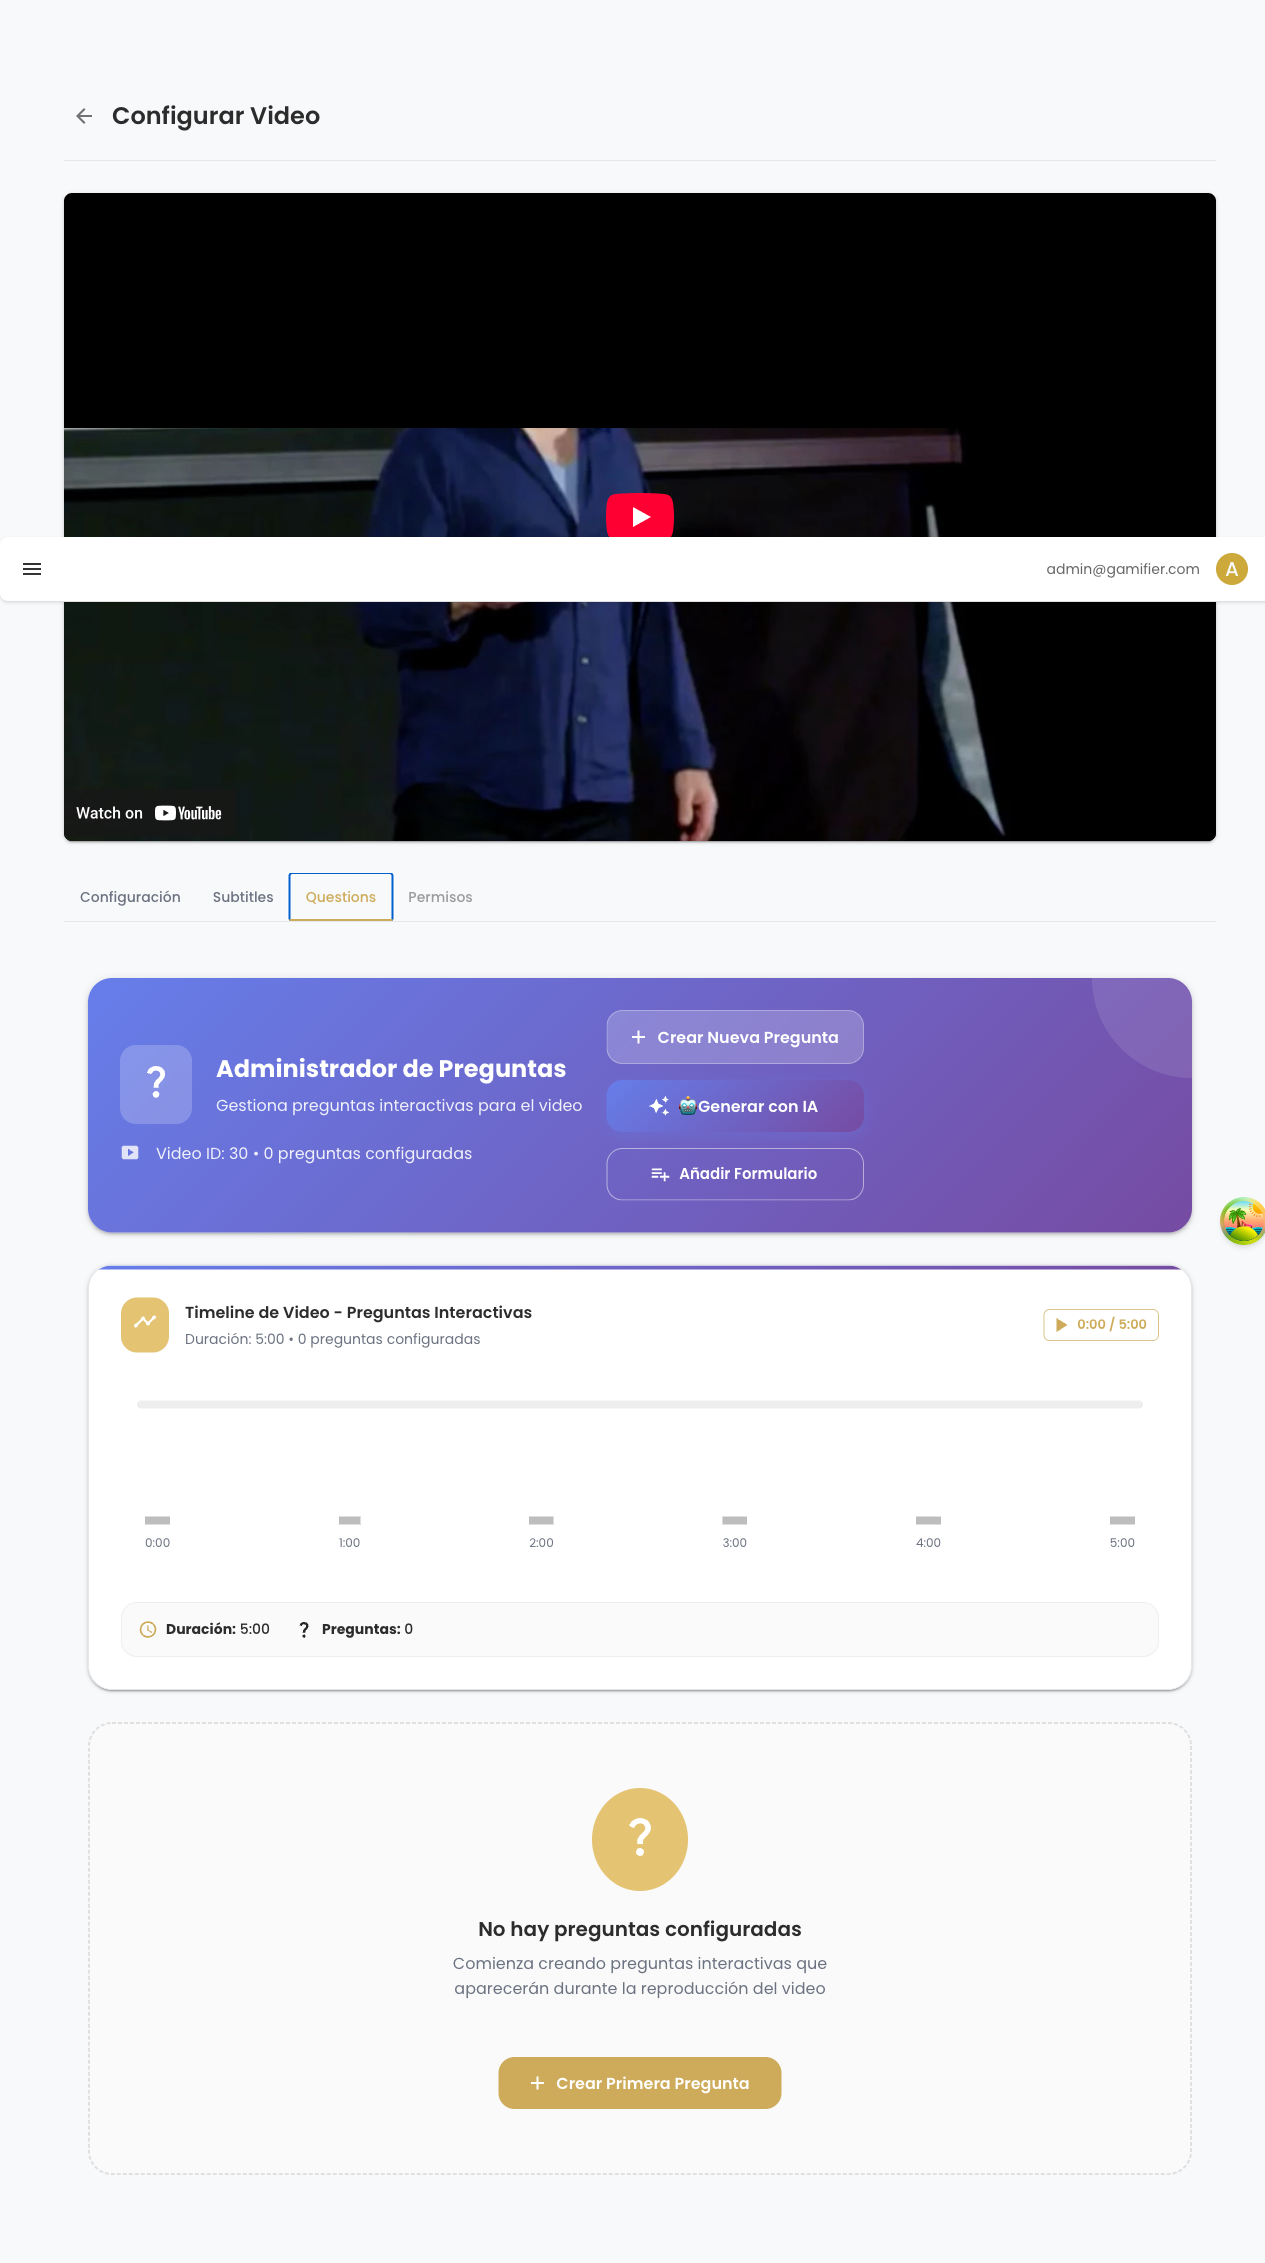 Configurar Video
admin@gamifier.com
A
Watch on YouTube
Configuración
Subtitles
Questions
Permisos
Administrador de Preguntas
Gestiona preguntas interactivas para el video
Video ID: 30 • 0 preguntas configuradas
Crear Nueva Pregunta
Generar con IA
Añadir Formulario
Timeline de Video - Preguntas Interactivas
Duración: 5:00 • 0 preguntas configuradas
0:00 / 5:00
0:00
1:00
2:00
3:00
4:00
5:00
Duración: 5:00
Preguntas: 0
No hay preguntas configuradas
Comienza creando preguntas interactivas que
aparecerán durante la reproducción del video
Crear Primera Pregunta